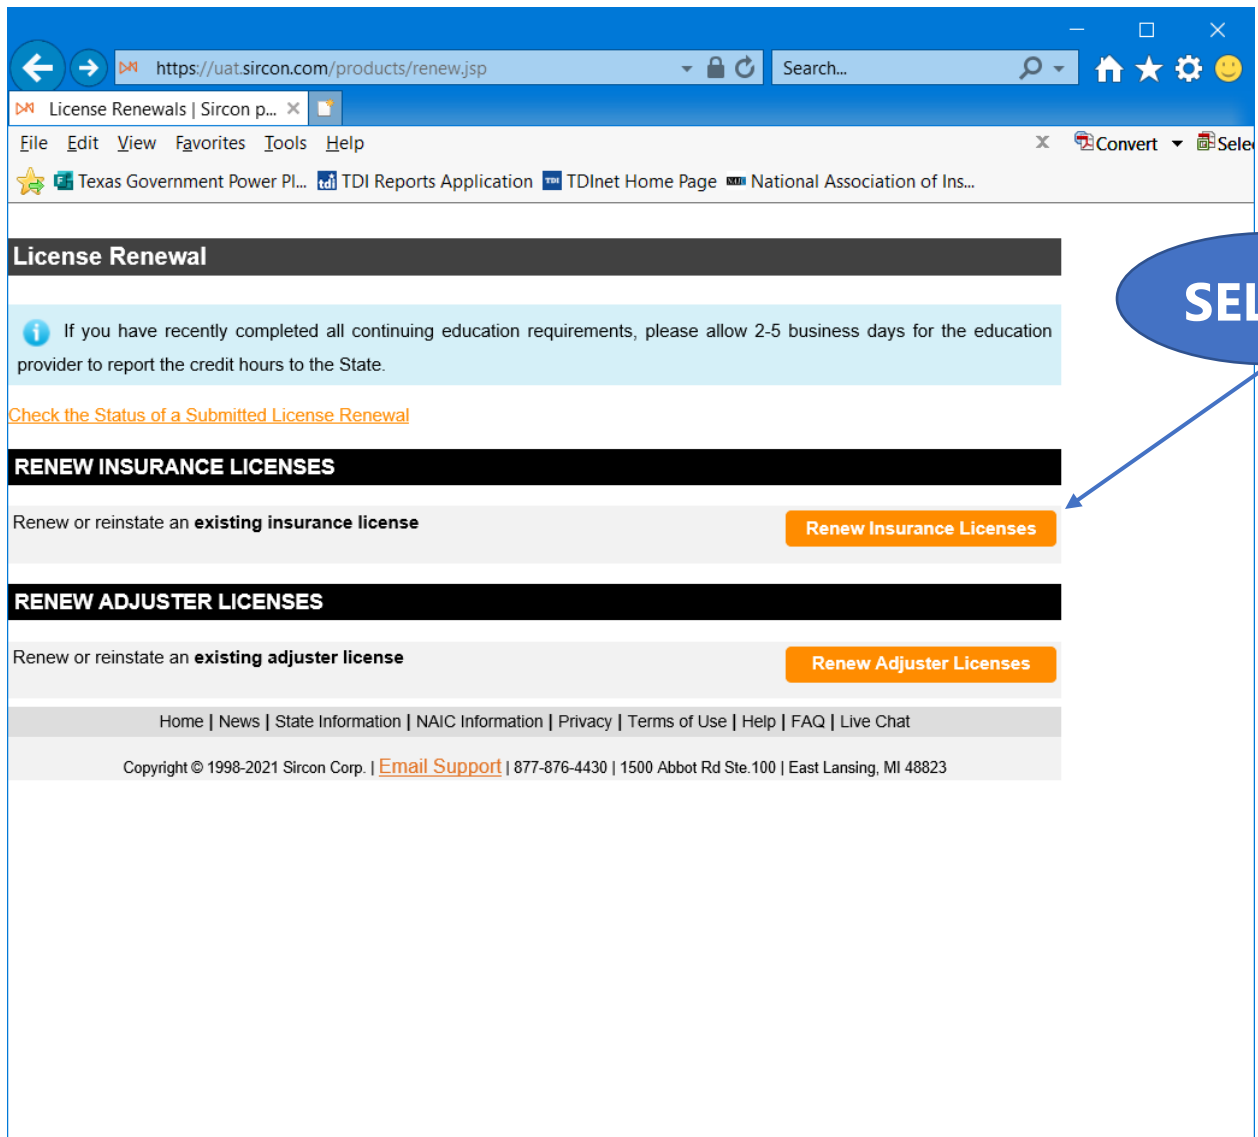 https://uat.sircon.com/products/renew.jsp
Search...
License Renewals | Sircon p...
File Edit View Favorites Tools Help
x Convert
Texas Government Power Pl... tdi TDI Reports Application TDI TDInet Home Page National Association of Ins...
License Renewal
If you have recently completed all continuing education requirements, please allow 2-5 business days for the education
provider to report the credit hours to the State.
Check the Status of a Submitted License Renewal
RENEW INSURANCE LICENSES
Renew or reinstate an existing insurance license
Renew Insurance Licenses
RENEW ADJUSTER LICENSES
Renew or reinstate an existing adjuster license
Renew Adjuster Licenses
Home | News | State Information | NAIC Information | Privacy | Terms of Use | Help | FAQ | Live Chat
Copyright © 1998-2021 Sircon Corp. | Email Support | 877-876-4430 | 1500 Abbot Rd Ste.100 | East Lansing, MI 48823